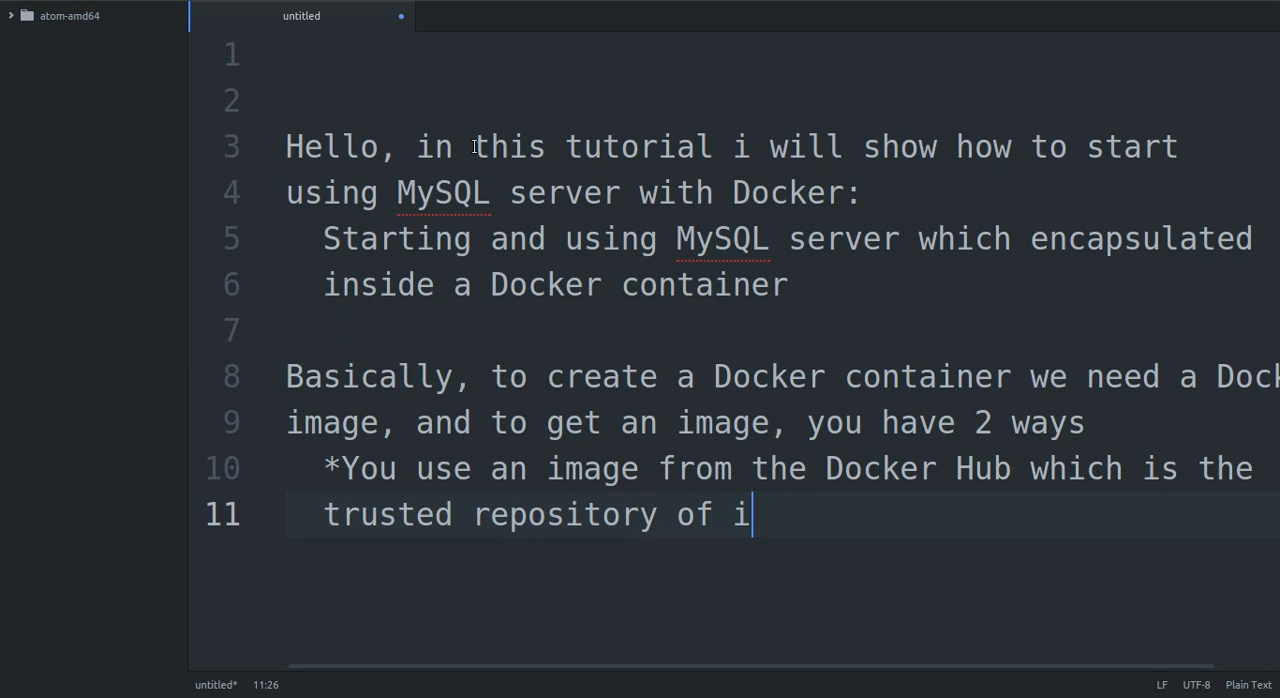 atom-amd64
untitled
1
2
3 Hello, in this tutorial i will show how to start
4 using MySQL server with Docker:
5 Starting and using MySQL server which encapsulated
6 inside a Docker container
7
8 Basically, to create a Docker container we need a Dock
9 image, and to get an image, you have 2 ways
10 *You use an image from the Docker Hub which is the
11 trusted repository of i
untitled* 11:26 LF UTF-8 Plain Text